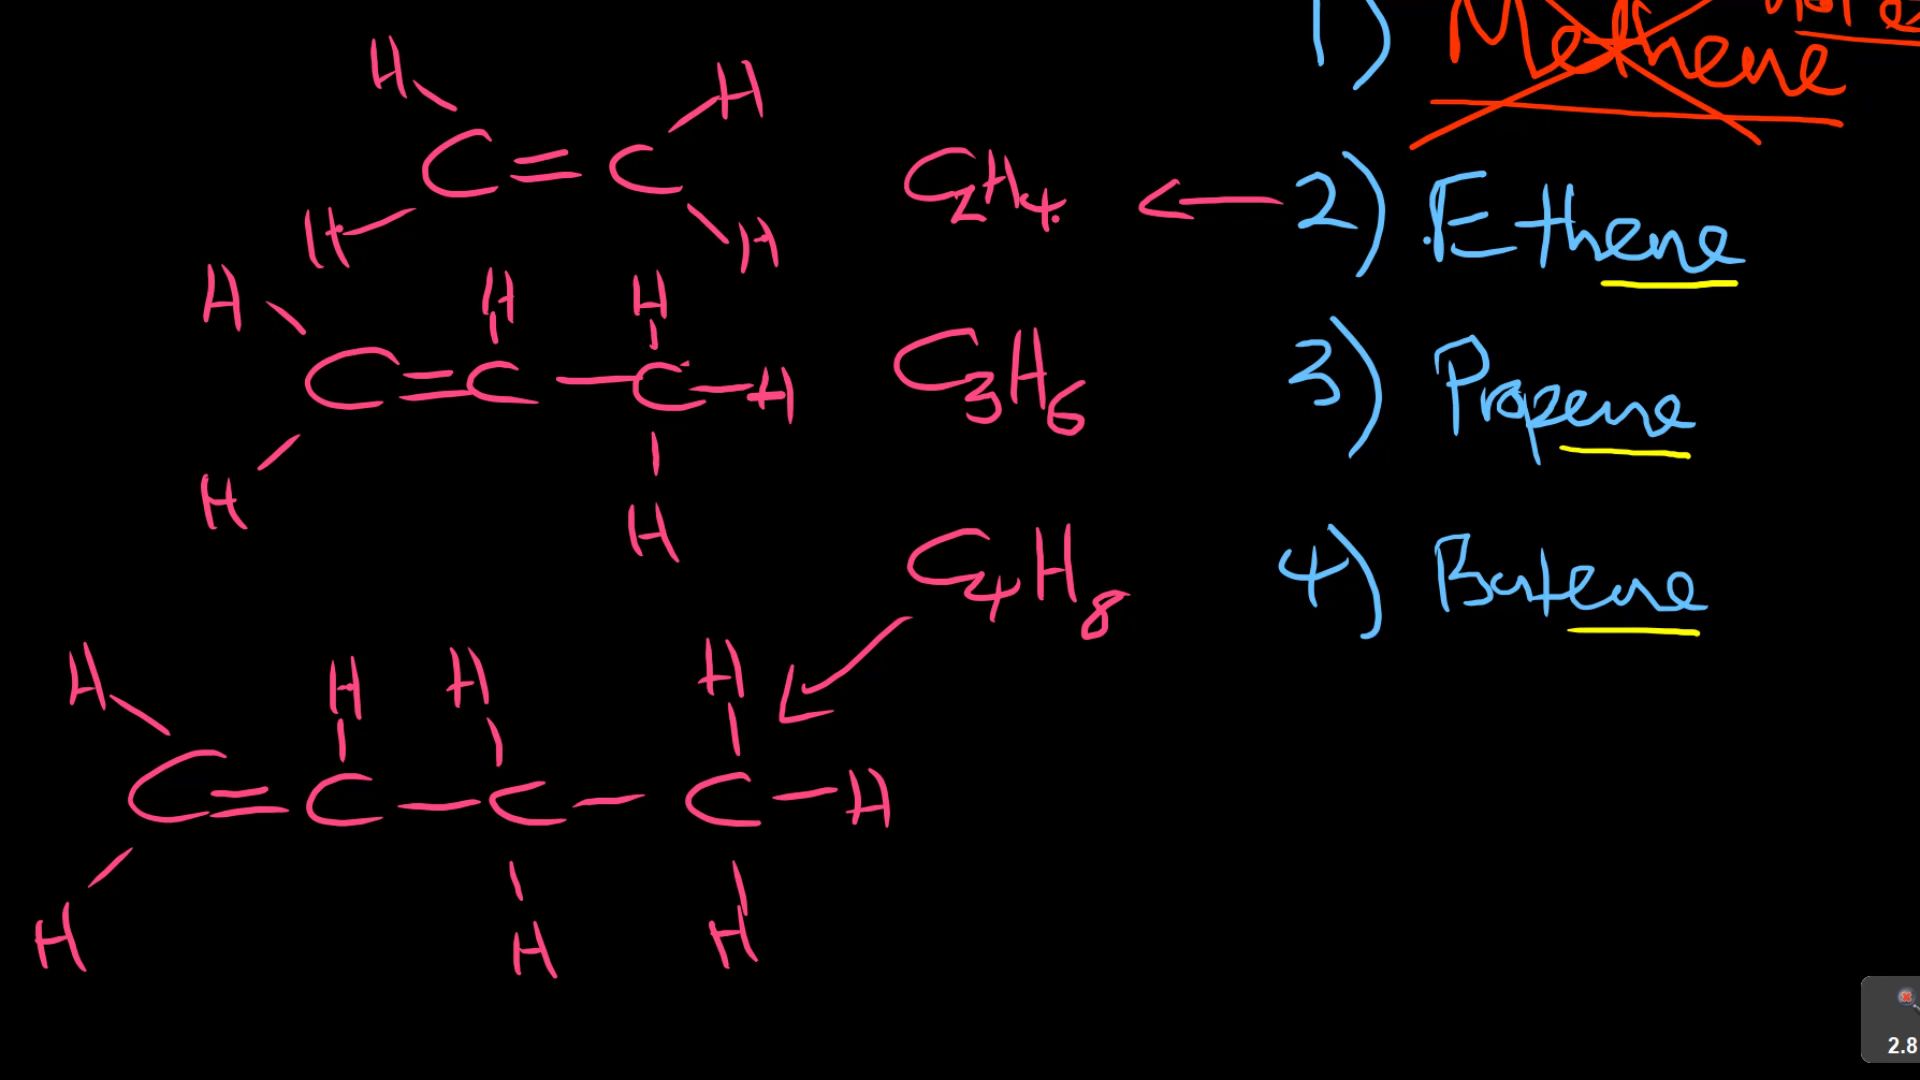 1) Methene
C2H4 ← 2) Ethene
C3H6 3) Propene
C4H8 4) Butene
H H
C=C
H H
H H H
C=C-C-H
H H
H H H H
C=C-C-C-H
H H H
2.8